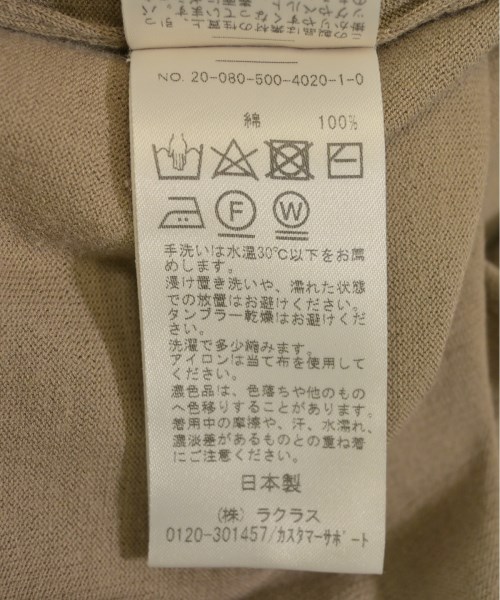 NO. 20-080-500-4020-1-0
綿 100%
F W
手洗いは水温30℃以下をお薦
めします。
浸け置き洗いや、濡れた状態
での放置はお避けください。
タンブラー乾燥はお避けくだ
さい。
洗濯で多少縮みます。
アイロンは当て布を使用して
ください。
濃色品は、色落ちや他のもの
へ色移りすることがあります。
着用中の摩擦や、汗、水濡れ、
濃淡差があるものとの重ね着
にご注意ください。
日本製
(株) ラクラス
0120-301457/カスタマーサポート